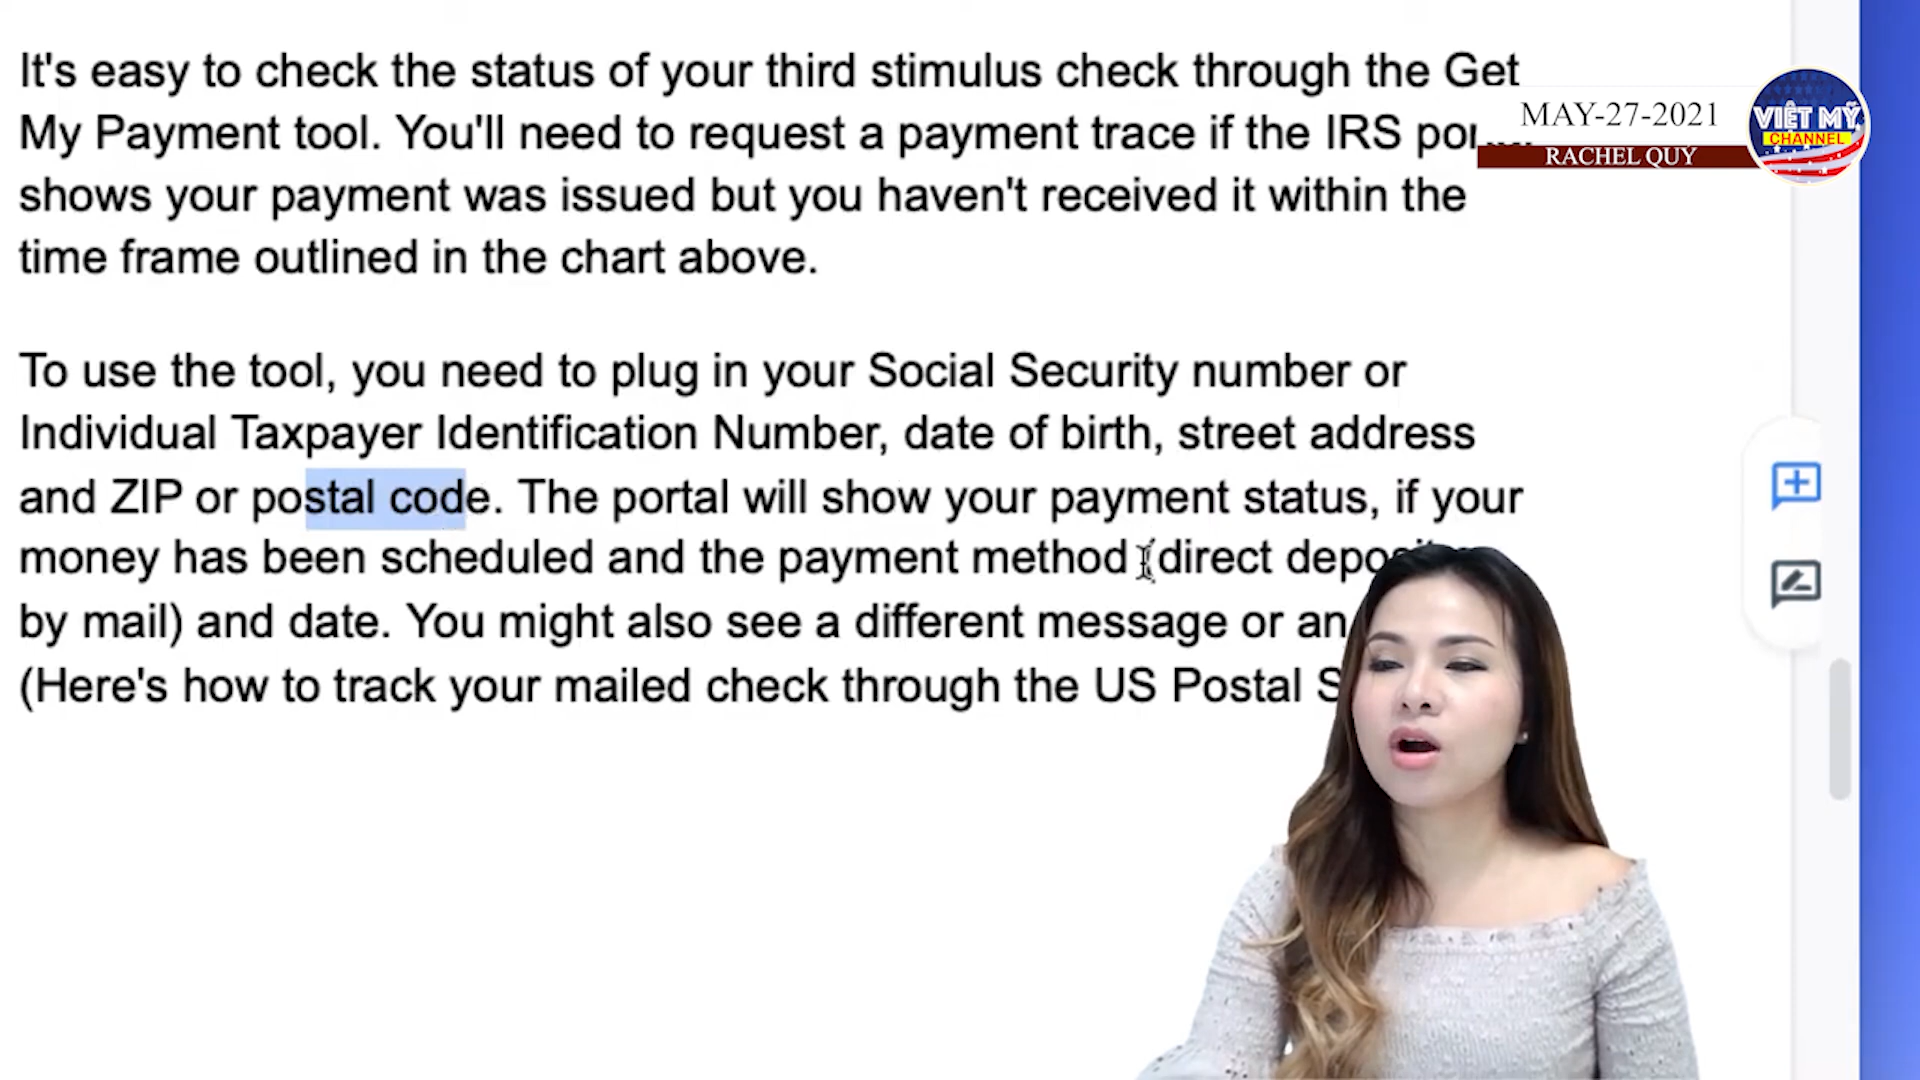 It's easy to check the status of your third stimulus check through the Get
My Payment tool. You'll need to request a payment trace if the IRS
shows your payment was issued but you haven't received it within the
time frame outlined in the chart above.
To use the tool, you need to plug in your Social Security number or
Individual Taxpayer Identification Number, date of birth, street address
and ZIP or postal code. The portal will show your payment status, if your
money has been scheduled and the payment method (direct
by mail) and date. You might also see a different message or an
(Here's how to track your mailed check through the US Postal
MAY-27-2021
RACHEL QUY
VIỆT MỸ
CHANNEL